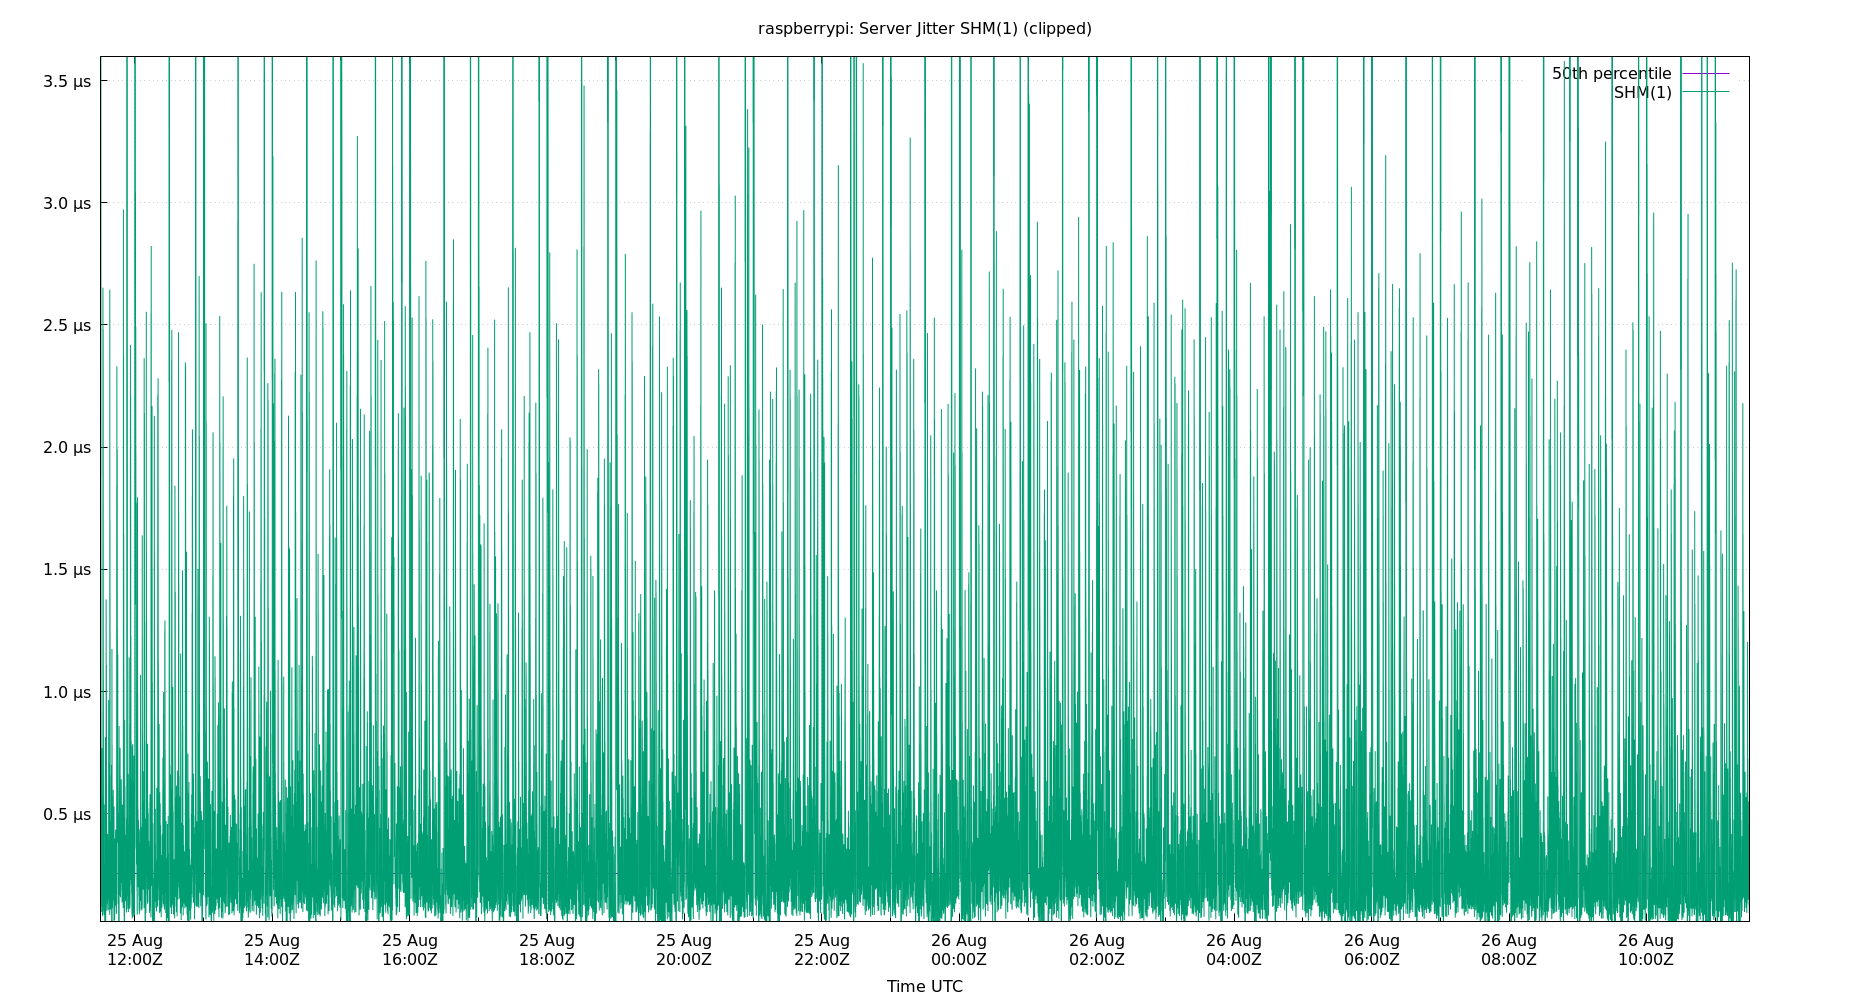 raspberrypi: Server Jitter SHM(1) (clipped)
50th percentile
SHM(1)
3.5 µs
3.0 µs
2.5 µs
2.0 µs
1.5 µs
1.0 µs
0.5 µs
25 Aug 25 Aug 25 Aug 25 Aug 25 Aug 25 Aug 26 Aug 26 Aug 26 Aug 26 Aug 26 Aug 26 Aug
12:00Z 14:00Z 16:00Z 18:00Z 20:00Z 22:00Z 00:00Z 02:00Z 04:00Z 06:00Z 08:00Z 10:00Z
Time UTC